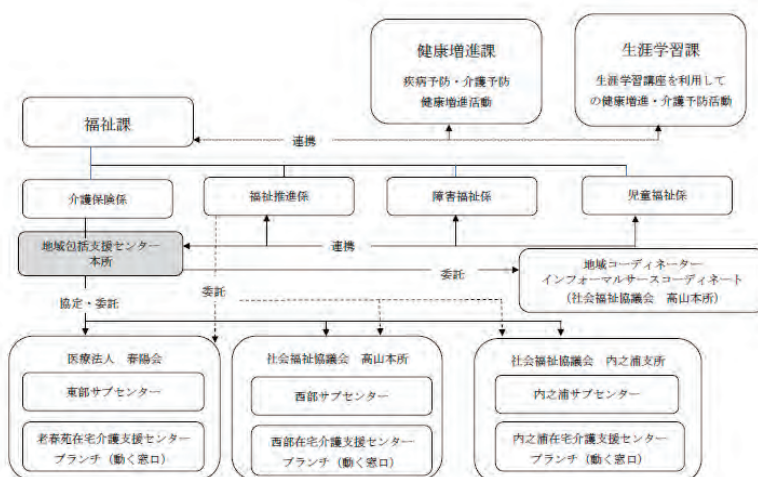 健康増進課
疾病予防・介護予防
健康増進活動
生涯学習課
生涯学習講座を利用して
の健康増進・介護予防活動
福祉課
連携
介護保険係
福祉推進係
障害福祉係
児童福祉係
地域包括支援センター
本所
連携
委託
地域コーディネーター
インフォーマルサースコーディネート
(社会福祉協議会 高山本所)
協定・委託
委託
医療法人 春陽会
東部サブセンター
老春苑在宅介護支援センター
ブランチ(動く窓口)
社会福祉協議会 高山本所
西部サブセンター
西部在宅介護支援センター
ブランチ(動く窓口)
社会福祉協議会 内之浦支所
内之浦サブセンター
内之浦在宅介護支援センター
ブランチ(動く窓口)